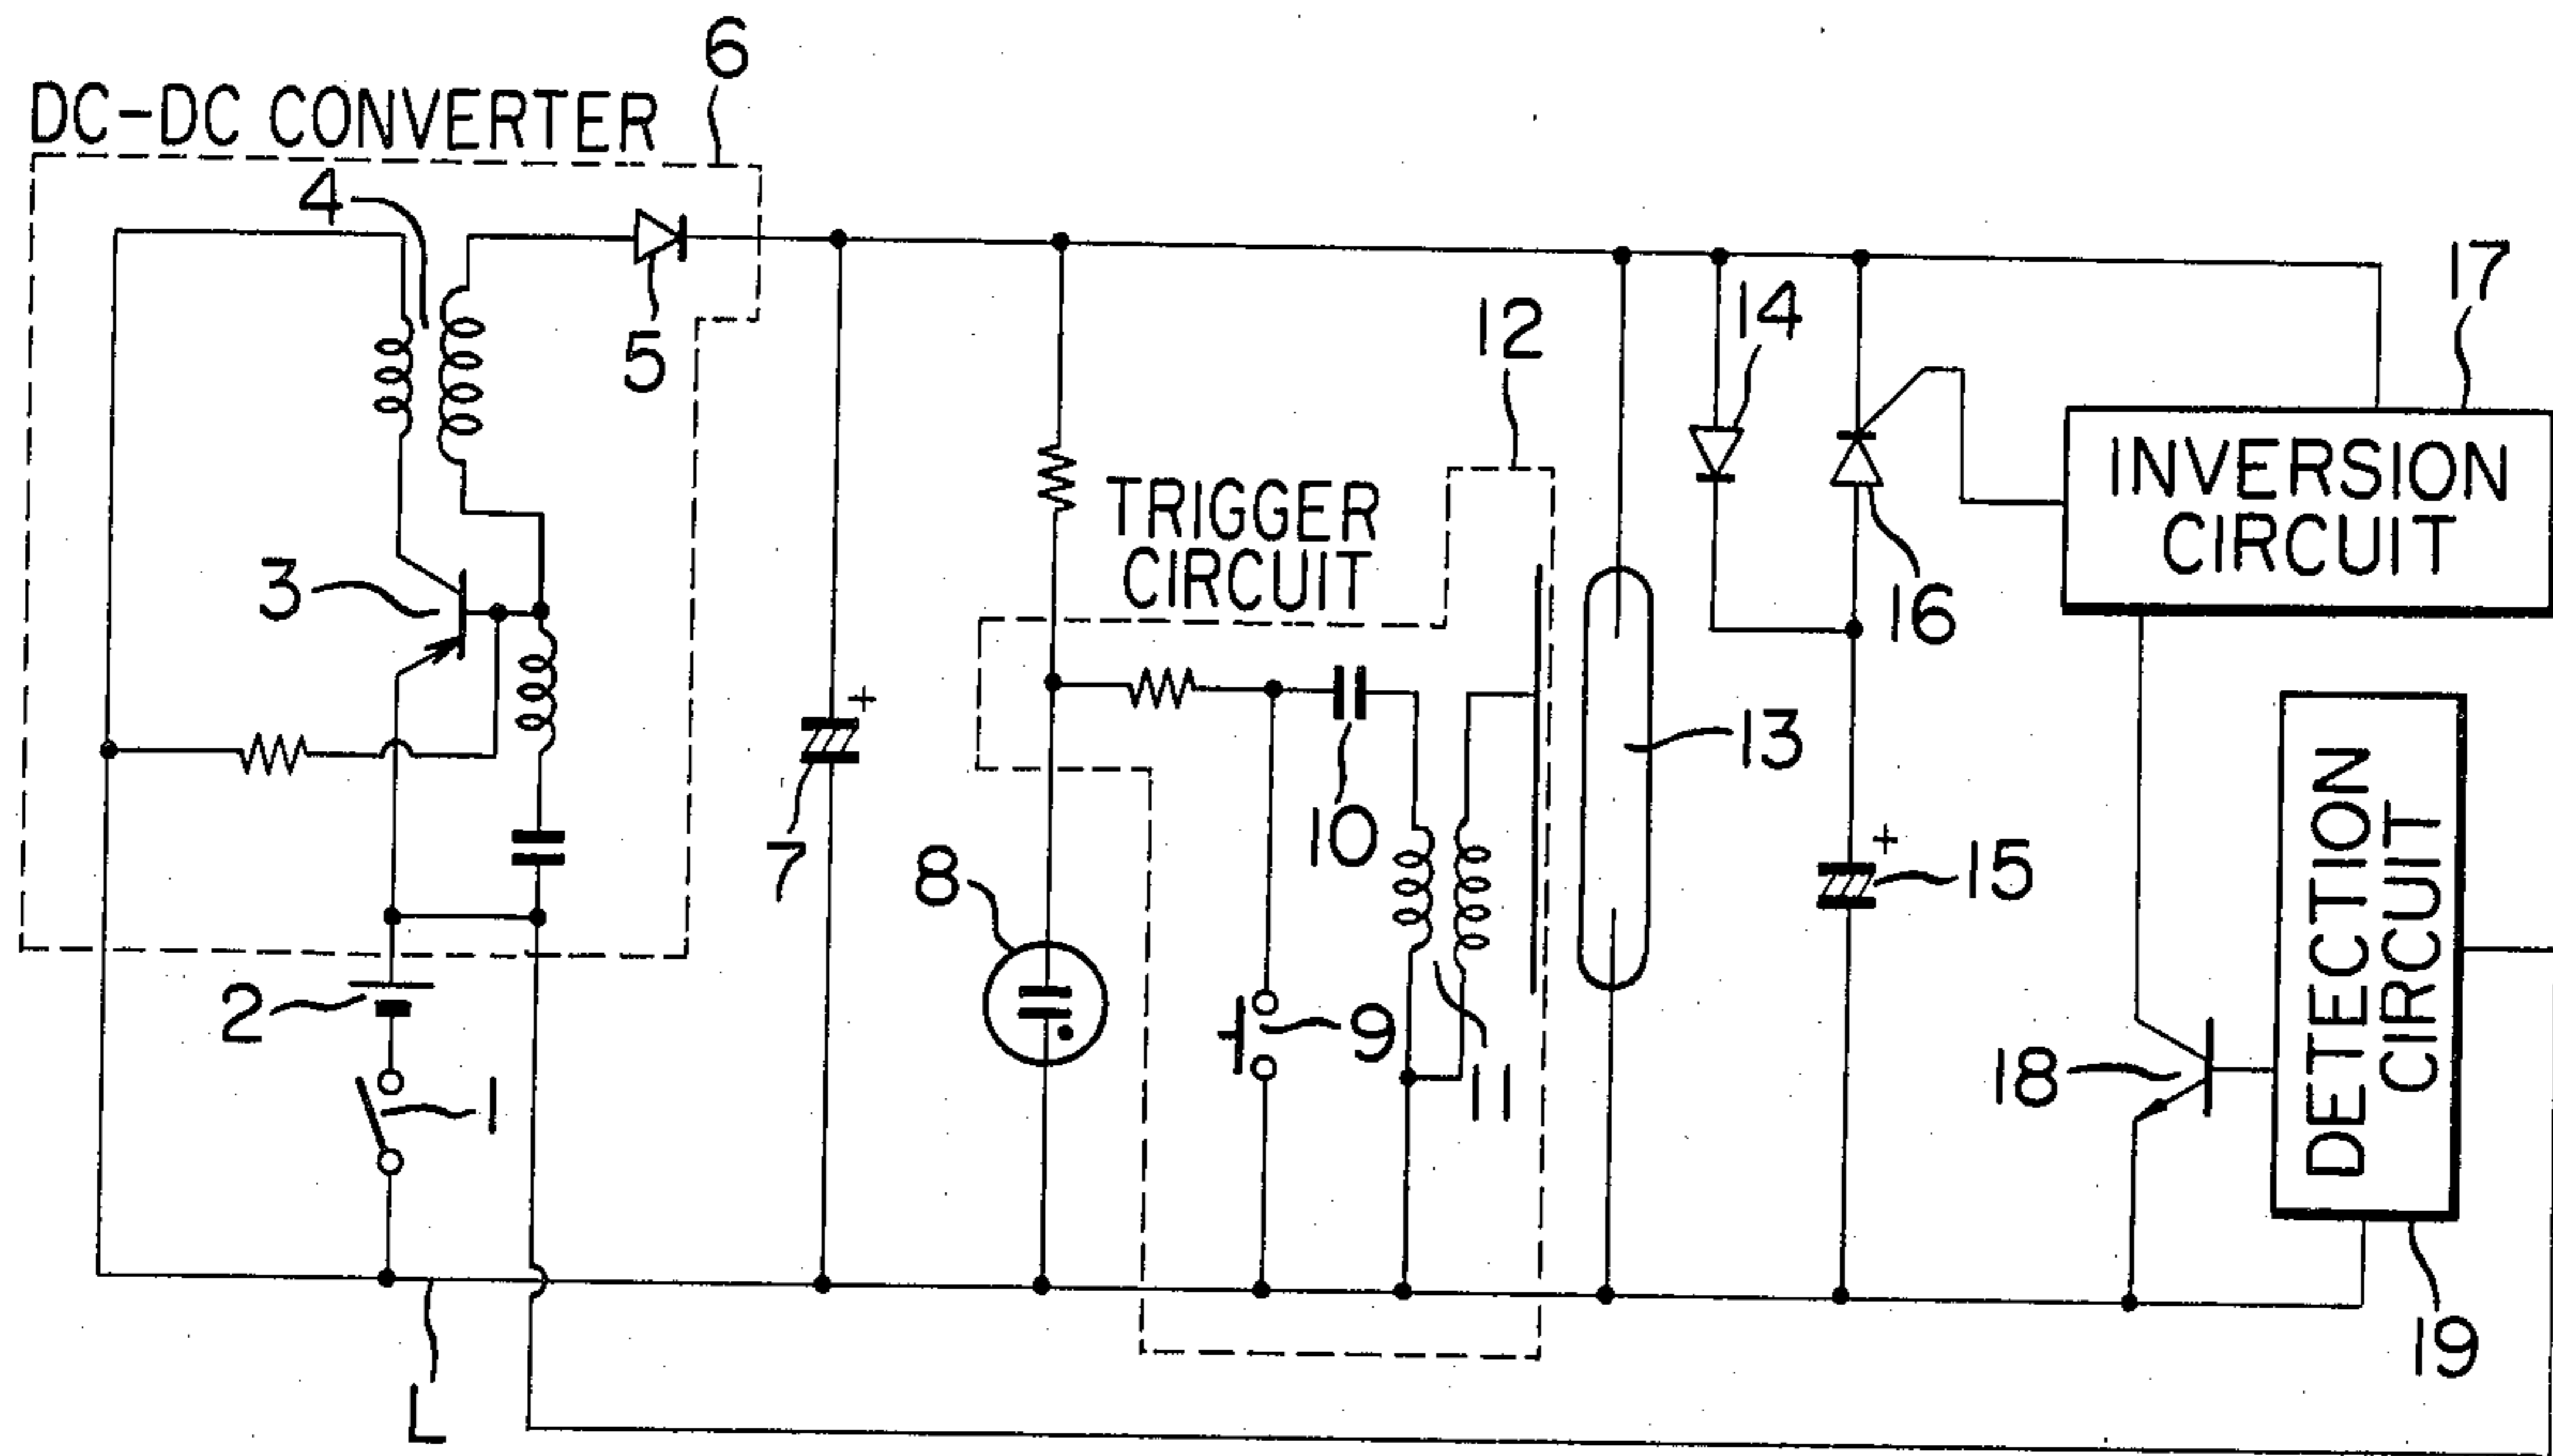 6
DC-DC CONVERTER
4
5
17
14
12
INVERSION
CIRCUIT
TRIGGER
CIRCUIT
3
16
13
+
7
10
+
15
8
DETECTION
CIRCUIT
2
9
1
11
18
19
L